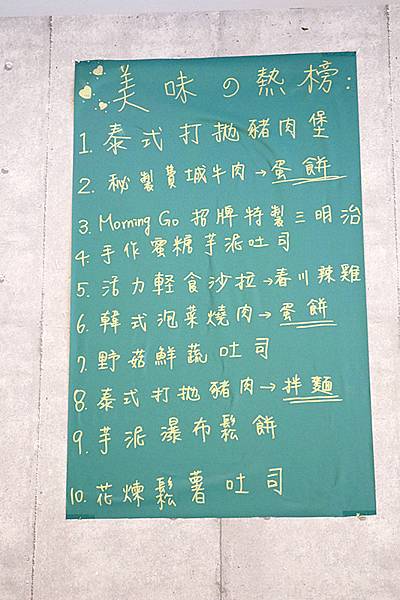 美味の熱榜:
1. 泰式打拋豬肉堡
2. 秘製費城牛肉→蛋餅
3. Morning Go 招牌特製三明治
4. 手作蜜糖芋泥吐司
5. 活力軽食沙拉→春川辣雞
6. 韓式泡菜燒肉→蛋餅
7. 野菇鮮蔬吐司
8. 泰式打拋豬肉→拌麵
9. 芋泥瀑布鬆餅
10. 花煉鬆薯吐司